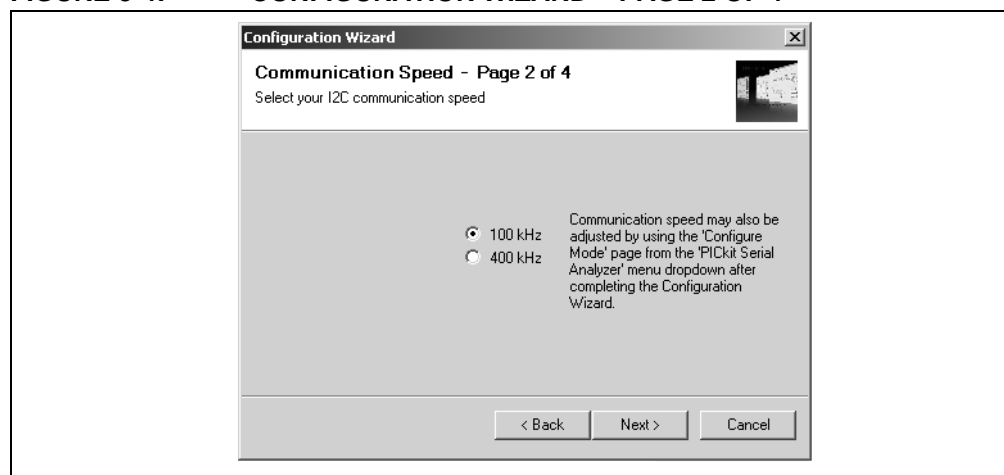 Configuration Wizard
Communication Speed - Page 2 of 4
Select your I2C communication speed
100 kHz
400 kHz
Communication speed may also be
adjusted by using the 'Configure
Mode' page from the 'PICkit Serial
Analyzer' menu dropdown after
completing the Configuration
Wizard.
< Back
Next >
Cancel